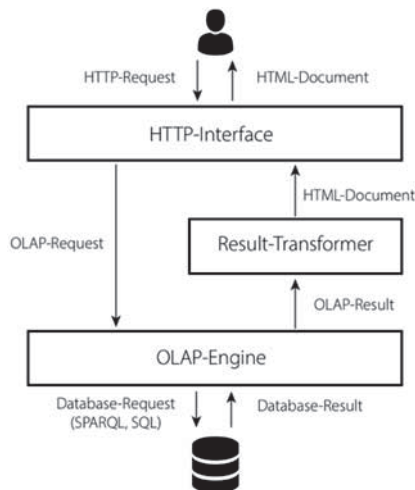 HTTP-Request
HTML-Document
HTTP-Interface
HTML-Document
OLAP-Request
Result-Transformer
OLAP-Result
OLAP-Engine
Database-Request
(SPARQL, SQL)
Database-Result